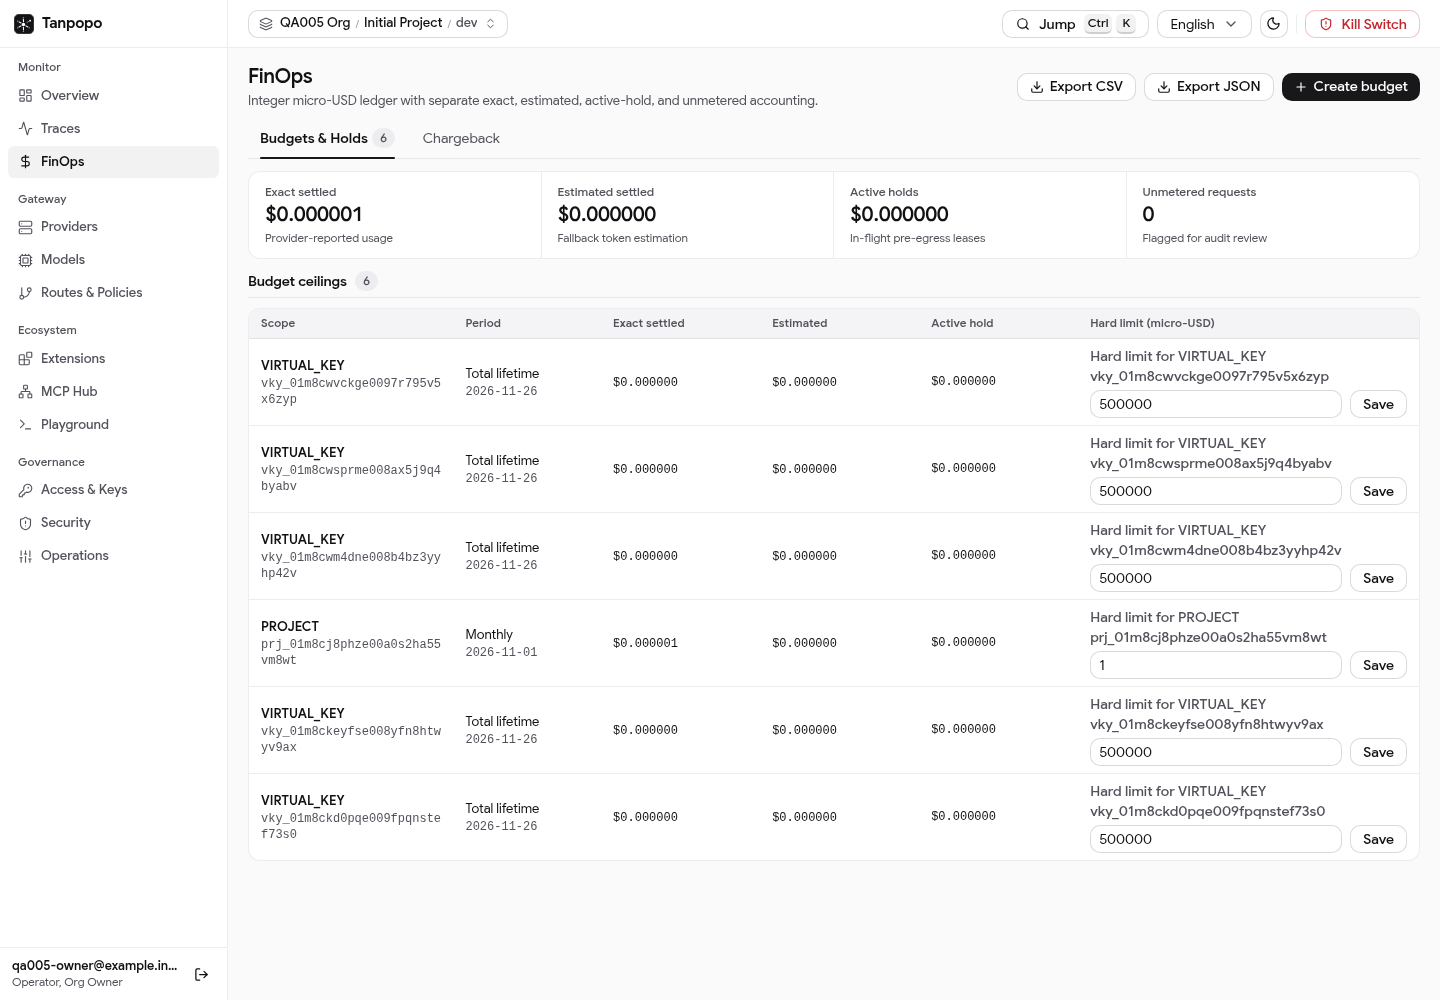 Tanpopo
QA005 Org / Initial Project / dev
Jump Ctrl K
English
Kill Switch
Monitor
Overview
Traces
FinOps
Gateway
Providers
Models
Routes & Policies
Ecosystem
Extensions
MCP Hub
Playground
Governance
Access & Keys
Security
Operations
qa005-owner@example.in...
Operator, Org Owner
FinOps
Integer micro-USD ledger with separate exact, estimated, active-hold, and unmetered accounting.
Export CSV
Export JSON
Create budget
Budgets & Holds 6
Chargeback
Exact settled
$0.000001
Provider-reported usage
Estimated settled
$0.000000
Fallback token estimation
Active holds
$0.000000
In-flight pre-egress leases
Unmetered requests
0
Flagged for audit review
Budget ceilings 6
Scope Period Exact settled Estimated Active hold Hard limit (micro-USD)
VIRTUAL_KEY
vky_01m8cwvckge0097r795v5
x6zyp
Total lifetime
2026-11-26
$0.000000
$0.000000
$0.000000
Hard limit for VIRTUAL_KEY
vky_01m8cwvckge0097r795v5x6zyp
500000
Save
VIRTUAL_KEY
vky_01m8cwsprme008ax5j9q4
byabv
Total lifetime
2026-11-26
$0.000000
$0.000000
$0.000000
Hard limit for VIRTUAL_KEY
vky_01m8cwsprme008ax5j9q4byabv
500000
Save
VIRTUAL_KEY
vky_01m8cwm4dne008b4bz3yy
hp42v
Total lifetime
2026-11-26
$0.000000
$0.000000
$0.000000
Hard limit for VIRTUAL_KEY
vky_01m8cwm4dne008b4bz3yyhp42v
500000
Save
PROJECT
prj_01m8cj8phze00a0s2ha55
vm8wt
Monthly
2026-11-01
$0.000001
$0.000000
$0.000000
Hard limit for PROJECT
prj_01m8cj8phze00a0s2ha55vm8wt
1
Save
VIRTUAL_KEY
vky_01m8ckeyfse008yfn8htw
yv9ax
Total lifetime
2026-11-26
$0.000000
$0.000000
$0.000000
Hard limit for VIRTUAL_KEY
vky_01m8ckeyfse008yfn8htwyv9ax
500000
Save
VIRTUAL_KEY
vky_01m8ckd0pqe009fpqnste
f73s0
Total lifetime
2026-11-26
$0.000000
$0.000000
$0.000000
Hard limit for VIRTUAL_KEY
vky_01m8ckd0pqe009fpqnstef73s0
500000
Save